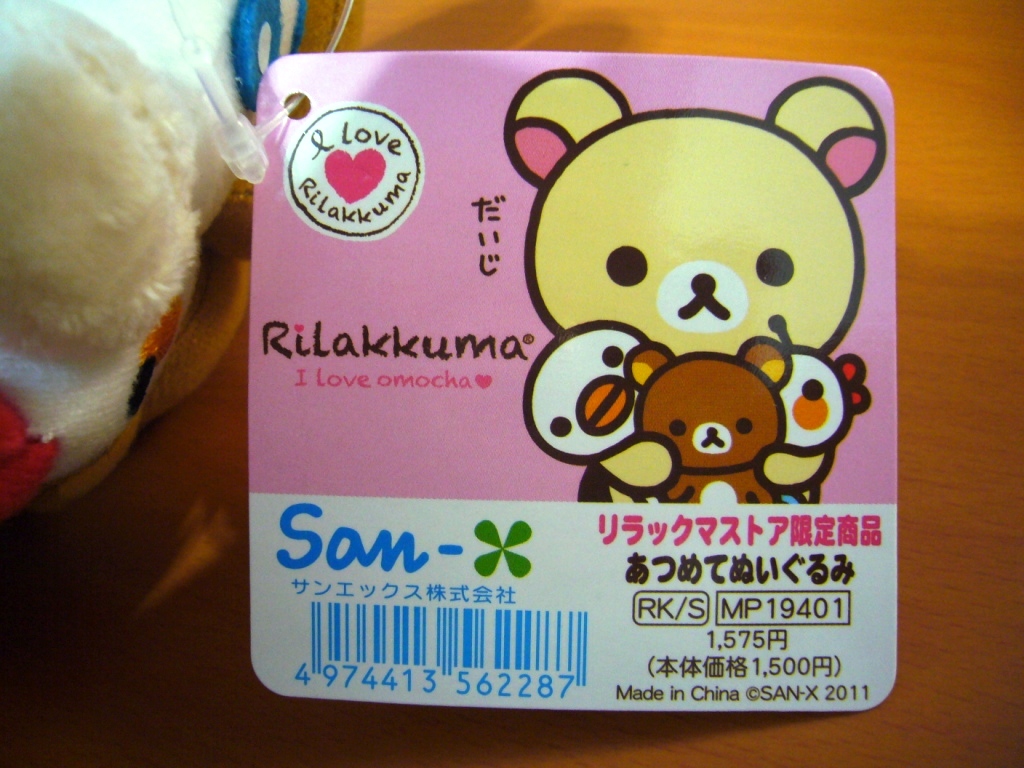 I Love
Rilakkuma
だいじ
Rilakkuma®
I love omocha
San-X
サンエックス株式会社
4 974413 562287
リラックマストア限定商品
あつめてぬいぐるみ
RK/S MP19401
1,575円
(本体価格1,500円)
Made in China ©SAN-X 2011